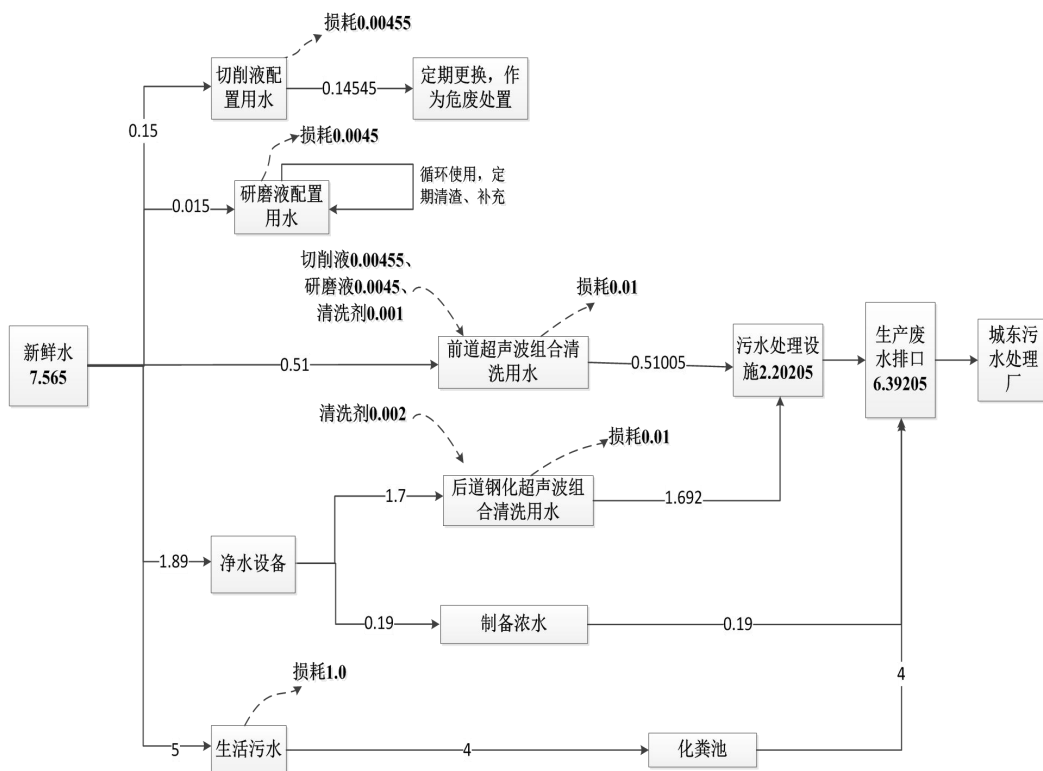 损耗0.00455
切削液配
置用水
0.14545
定期更换，作
为危废处置
0.15
损耗0.0045
研磨液配置
用水
循环使用，定
期清渣、补充
0.015
切削液0.00455、
研磨液0.0045、
清洗剂0.001
损耗0.01
新鲜水
7.565
0.51
前道超声波组合清
洗用水
0.51005
污水处理设
施2.20205
生产废
水排口
6.39205
城东污
水处理
厂
清洗剂0.002
损耗0.01
1.7
后道钢化超声波组
合清洗用水
1.692
1.89
净水设备
0.19
制备浓水
0.19
损耗1.0
4
5
生活污水
4
化粪池